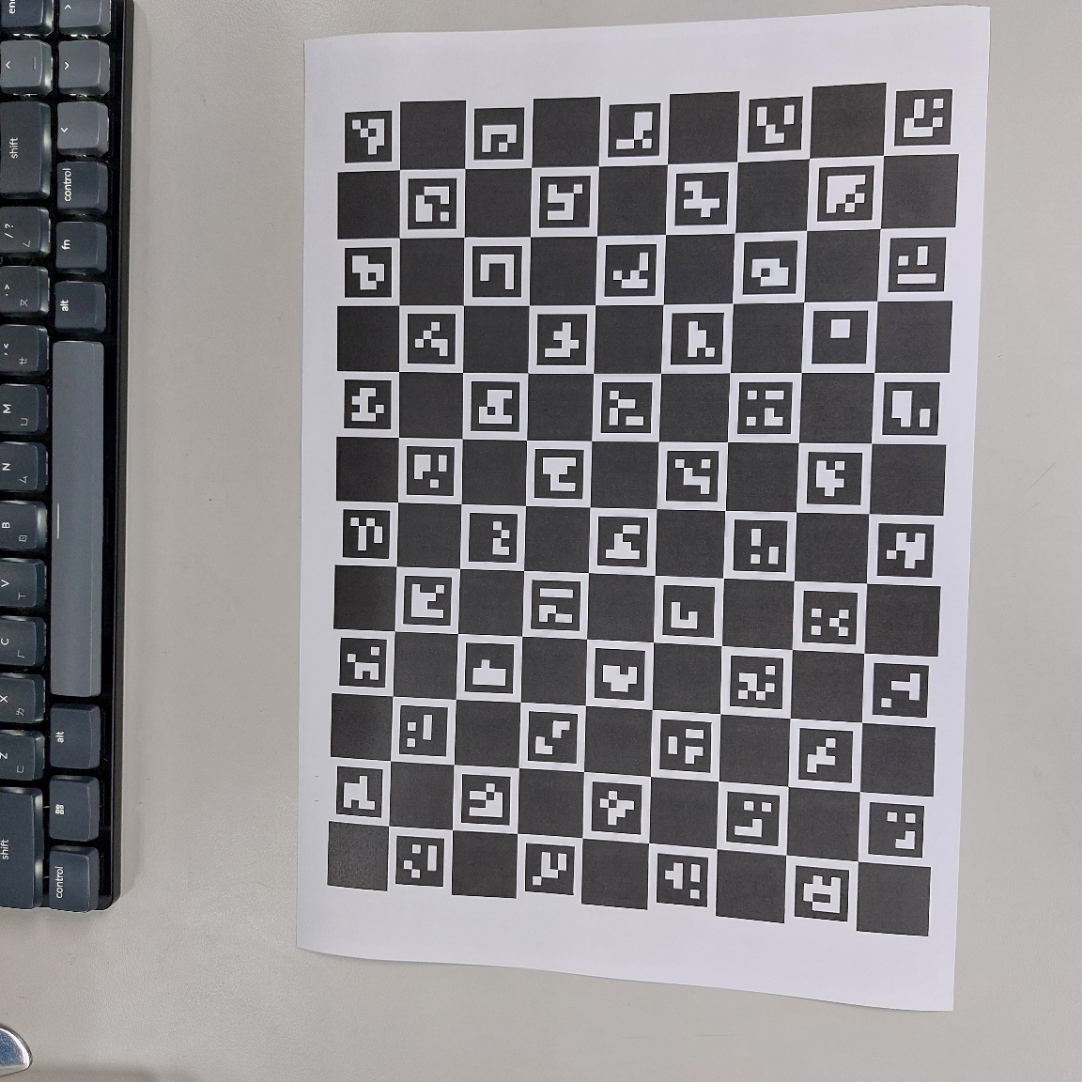 shift Z ㄈ X ㄌ C ㄏ V ㄒ B ㄖ N ㄙ M ㄩ < ㄝ > ㄡ / ? ㄥ shift ^
control alt alt fn control < ⌄ >